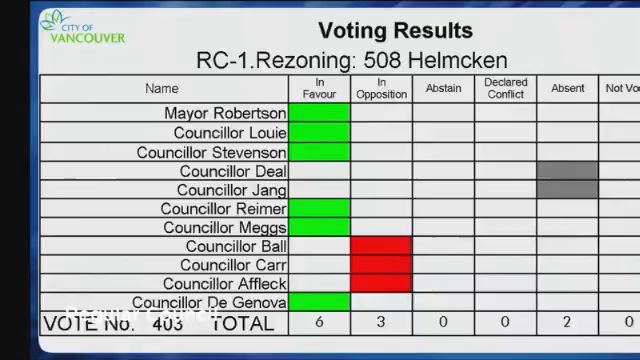 CITY OF
VANCOUVER
Voting Results
RC-1.Rezoning: 508 Helmcken
Name In Favour In Opposition Abstain Declared Conflict Absent Not
Mayor Robertson
Councillor Louie
Councillor Stevenson
Councillor Deal
Councillor Jang
Councillor Reimer
Councillor Meggs
Councillor Ball
Councillor Carr
Councillor Affleck
Councillor De Genova
Regular Council
VOTE No. 403 TOTAL 6 3 0 0 2 0